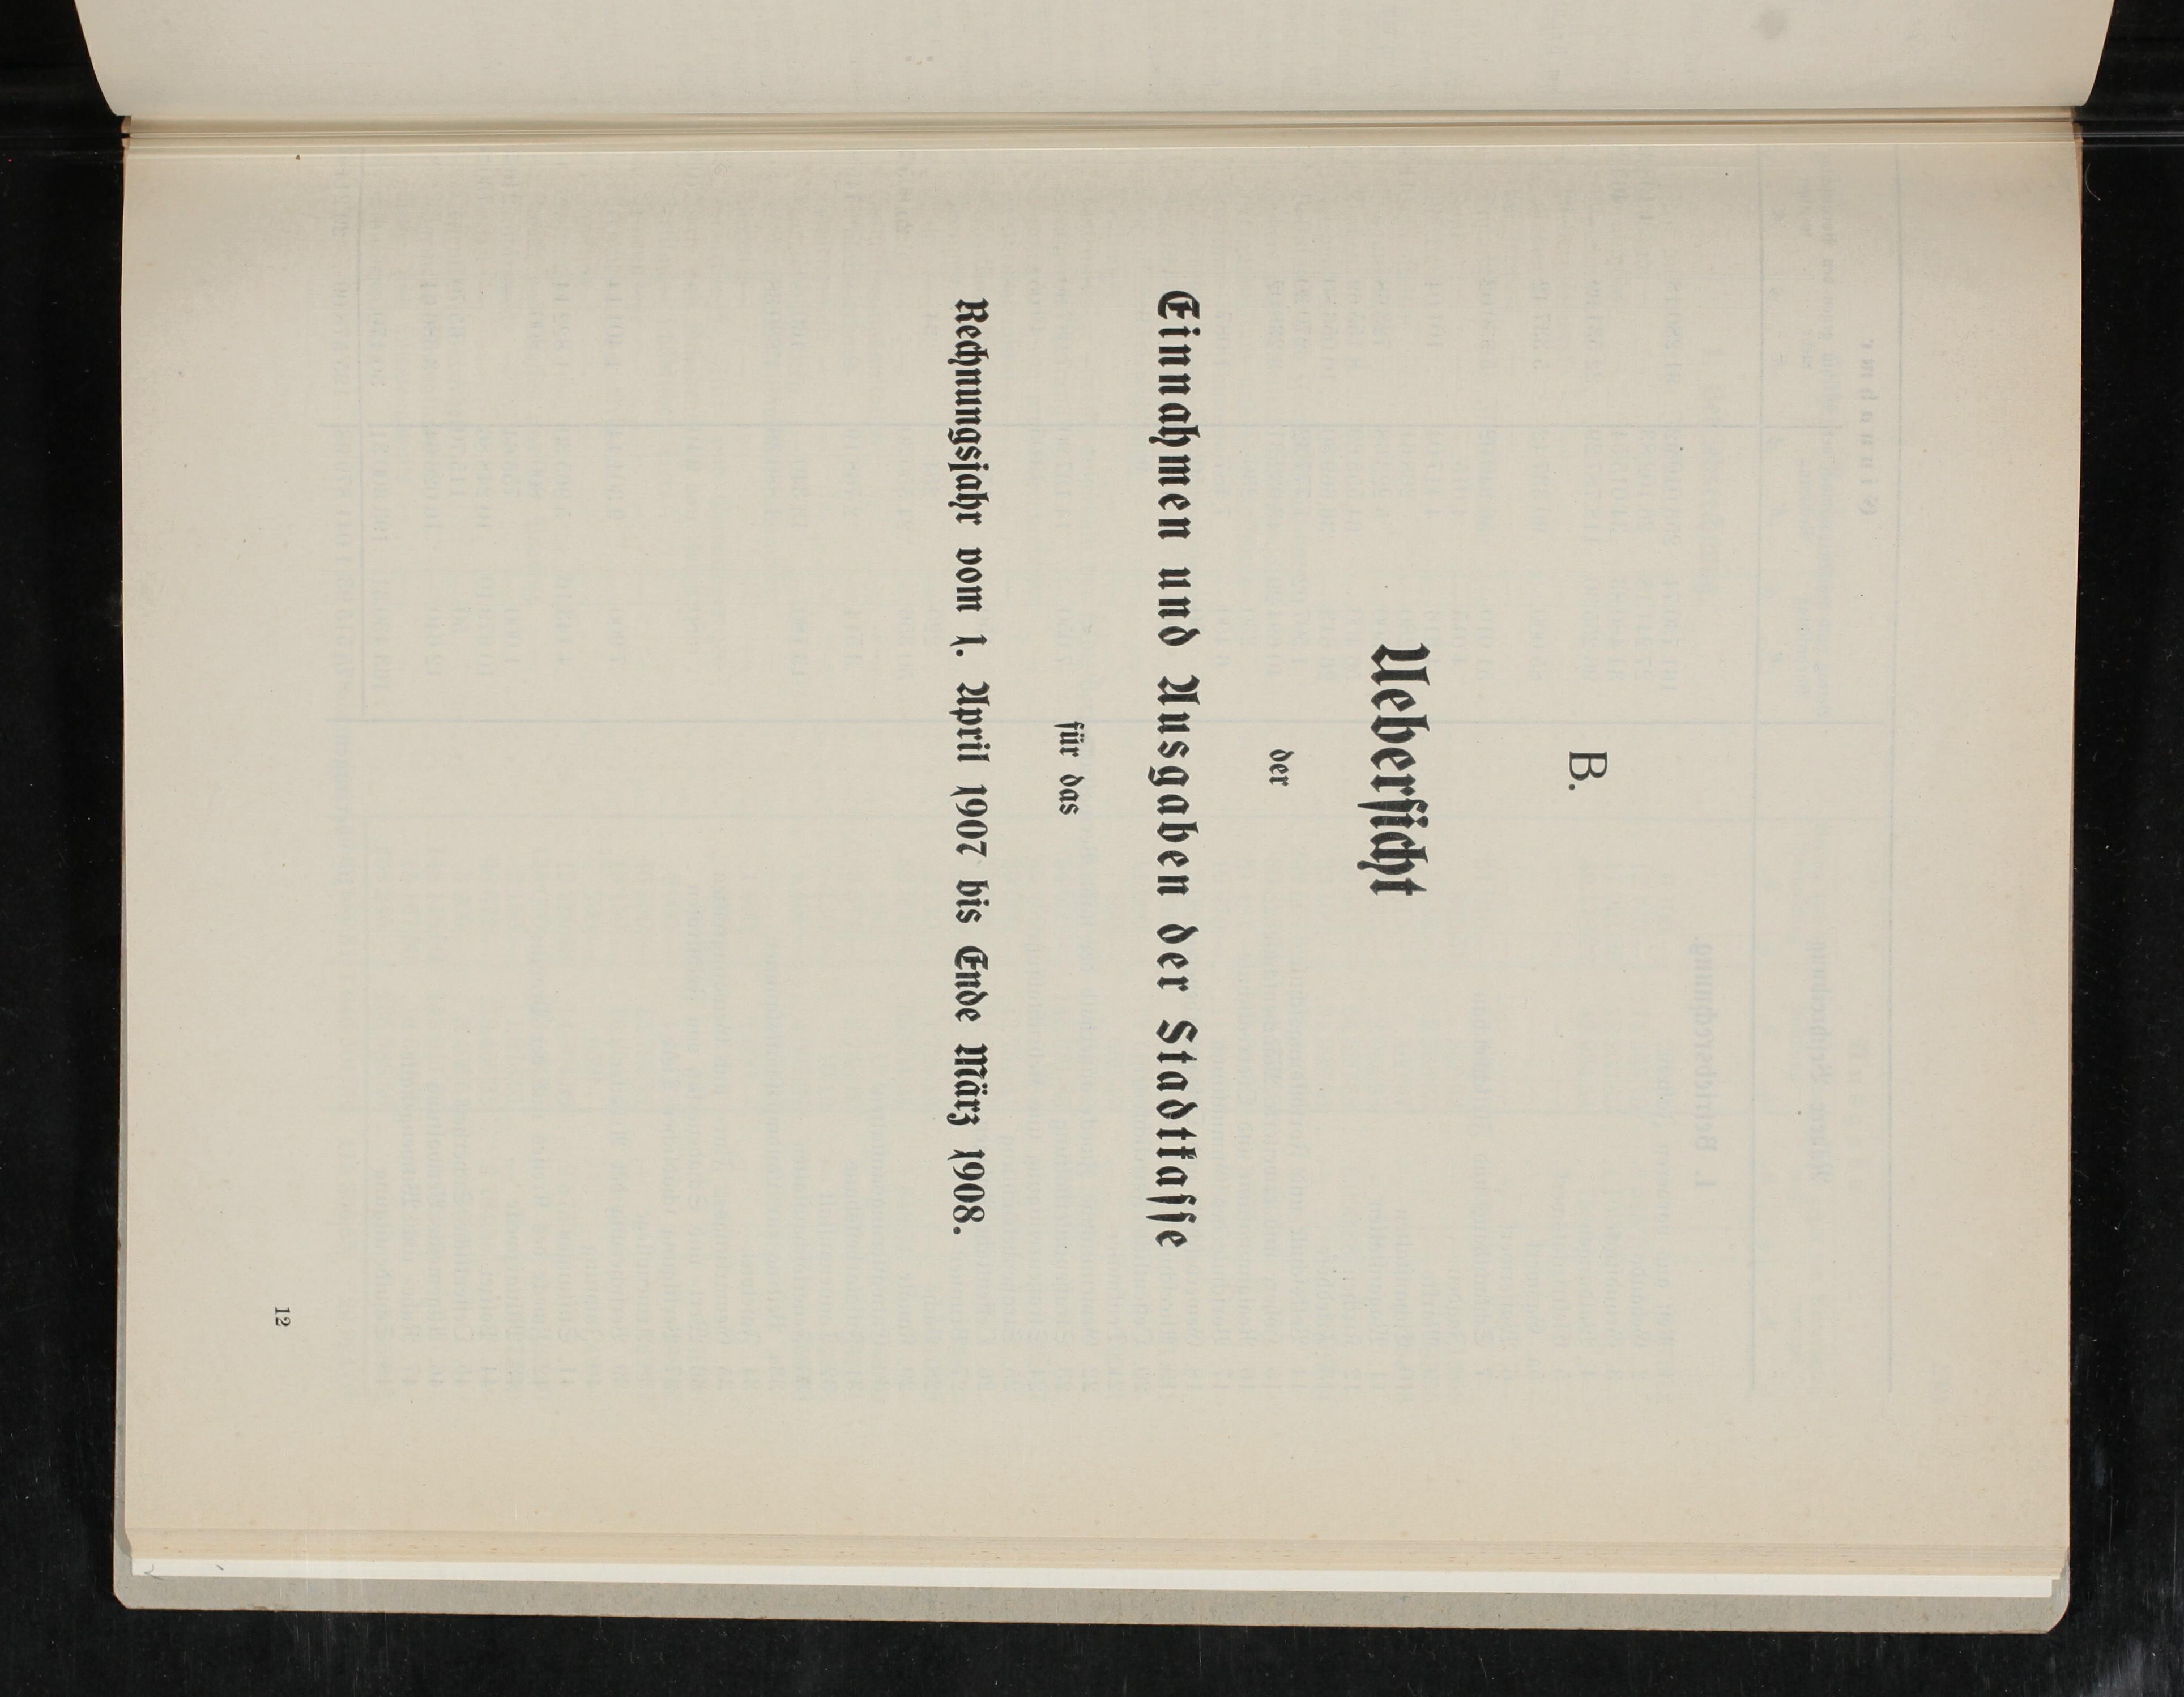 B.
Ueberſicht
der
Einnahmen und Ausgaben der Stadtkaſſe
für das
Rechnungsjahr vom 1. April 1907 bis Ende März 1908.
12